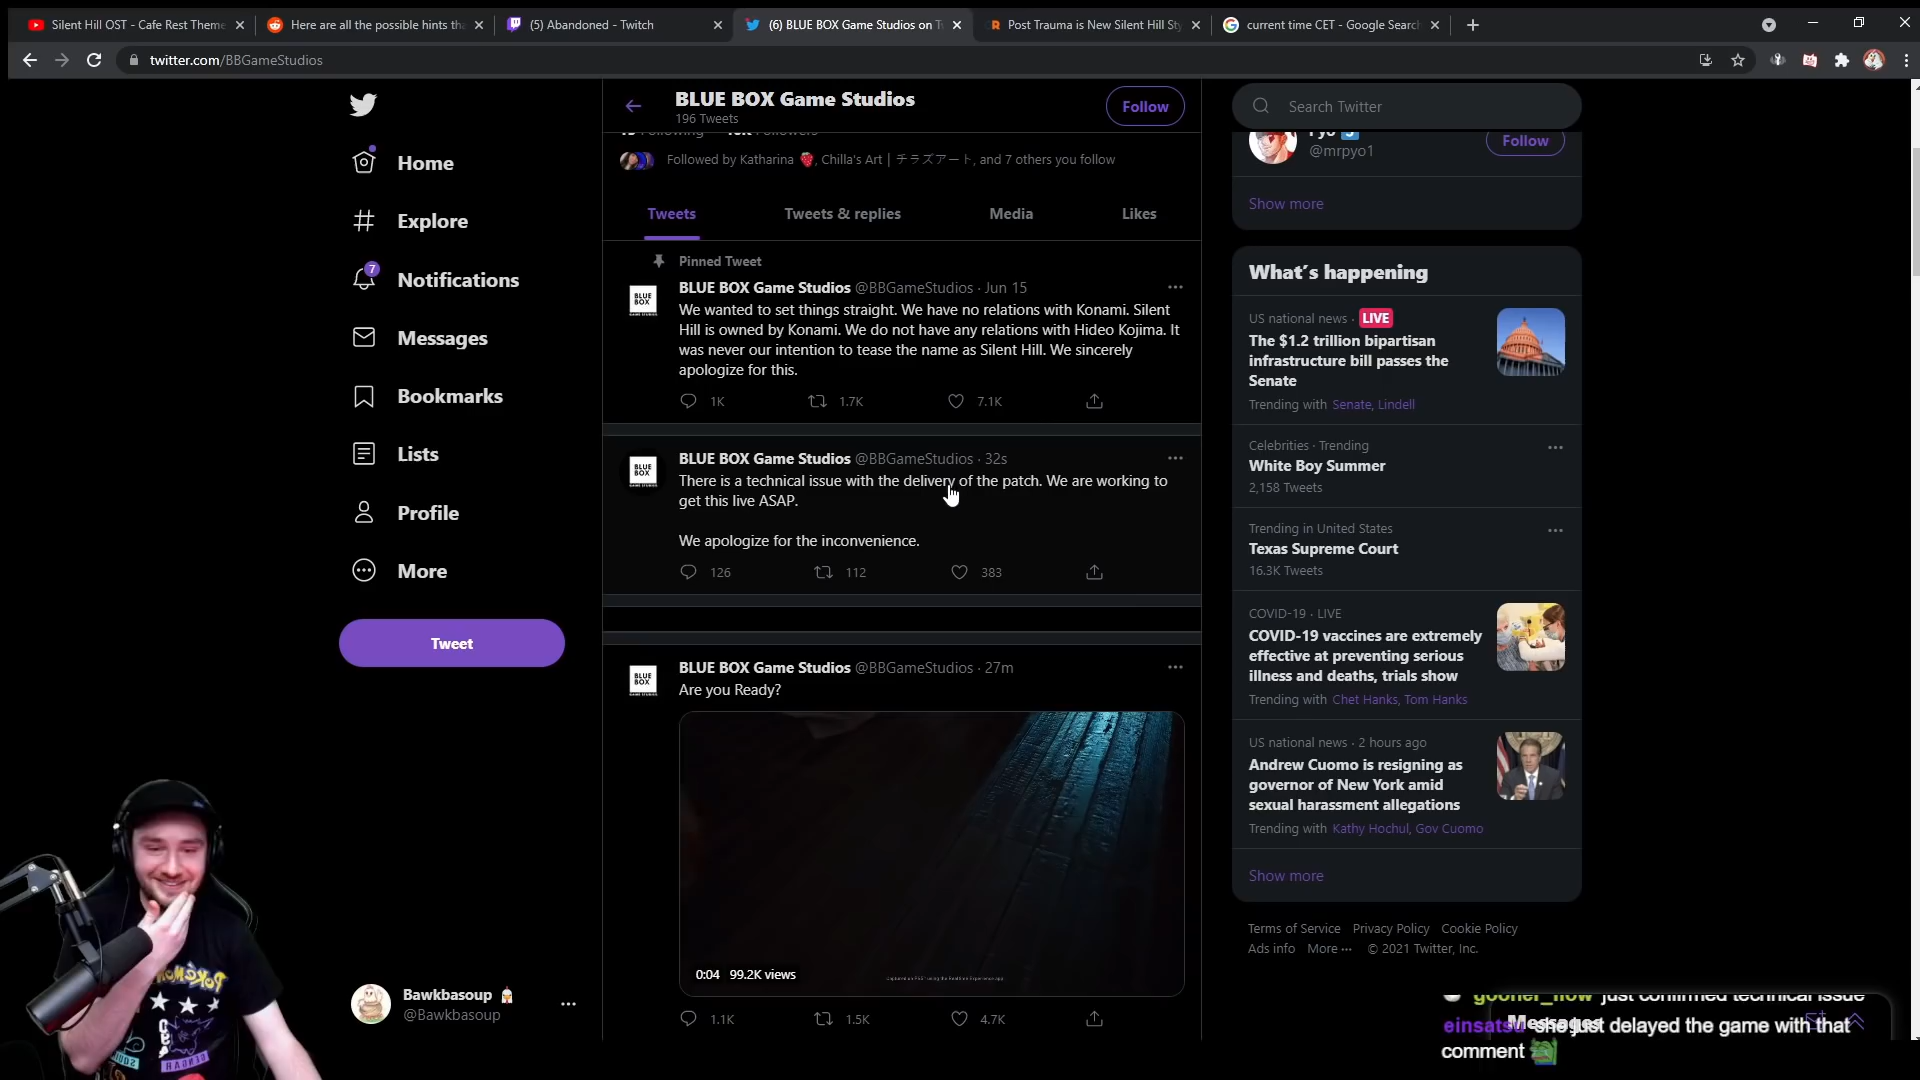 Silent Hill OST - Cafe Rest Theme
Here are all the possible hints tha
(5) Abandoned - Twitch
(6) BLUE BOX Game Studios on T
Post Trauma is New Silent Hill Sty
current time CET - Google Search
twitter.com/BBGameStudios
Home
Explore
7
Notifications
Messages
Bookmarks
Lists
Profile
More
Tweet
Bawkbasoup
@Bawkbasoup
BLUE BOX Game Studios
196 Tweets
Follow
Followed by Katharina 🍓, Chilla's Art | チラズアート, and 7 others you follow
Tweets
Tweets & replies
Media
Likes
Pinned Tweet
BLUE BOX Game Studios @BBGameStudios · Jun 15
We wanted to set things straight. We have no relations with Konami. Silent
Hill is owned by Konami. We do not have any relations with Hideo Kojima. It
was never our intention to tease the name as Silent Hill. We sincerely
apologize for this.
1K 1.7K 7.1K
BLUE BOX Game Studios @BBGameStudios · 32s
There is a technical issue with the delivery of the patch. We are working to
get this live ASAP.
We apologize for the inconvenience.
126 112 383
BLUE BOX Game Studios @BBGameStudios · 27m
Are you Ready?
0:04 99.2K views
1.1K 1.5K 4.7K
Search Twitter
@mrpyo1
Follow
Show more
What's happening
US national news · LIVE
The $1.2 trillion bipartisan
infrastructure bill passes the
Senate
Trending with Senate, Lindell
Celebrities · Trending
White Boy Summer
2,158 Tweets
Trending in United States
Texas Supreme Court
16.3K Tweets
COVID-19 · LIVE
COVID-19 vaccines are extremely
effective at preventing serious
illness and deaths, trials show
Trending with Chet Hanks, Tom Hanks
US national news · 2 hours ago
Andrew Cuomo is resigning as
governor of New York amid
sexual harassment allegations
Trending with Kathy Hochul, Gov Cuomo
Show more
Terms of Service Privacy Policy Cookie Policy
Ads info More ··· © 2021 Twitter, Inc.
just confirmed technical issue
Messages
she just delayed the game with that
comment